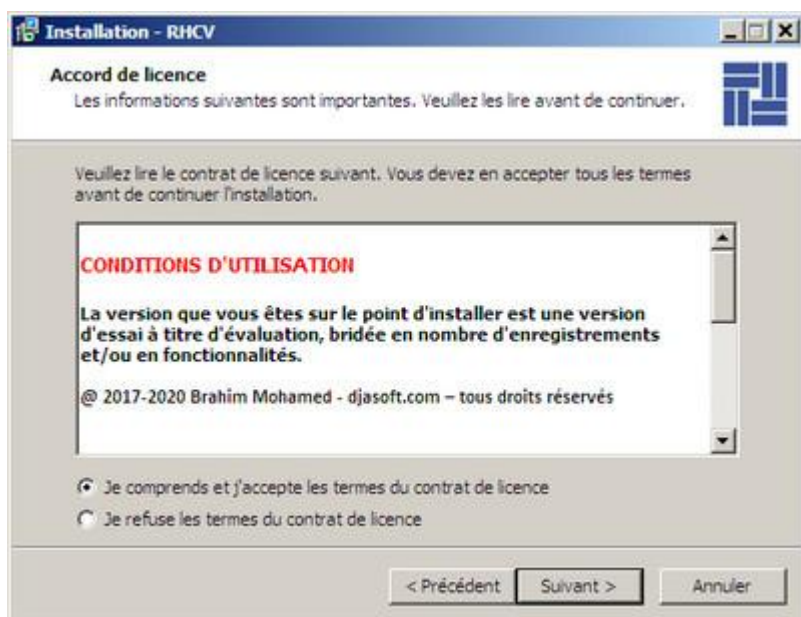 Installation - RHCV
Accord de licence
Les informations suivantes sont importantes. Veuillez les lire avant de continuer.
Veuillez lire le contrat de licence suivant. Vous devez en accepter tous les termes
avant de continuer l'installation.
CONDITIONS D'UTILISATION
La version que vous êtes sur le point d'installer est une version
d'essai à titre d'évaluation, bridée en nombre d'enregistrements
et/ou en fonctionnalités.
@ 2017-2020 Brahim Mohamed - djasoft.com – tous droits réservés
Je comprends et j'accepte les termes du contrat de licence
Je refuse les termes du contrat de licence
< Précédent
Suivant >
Annuler